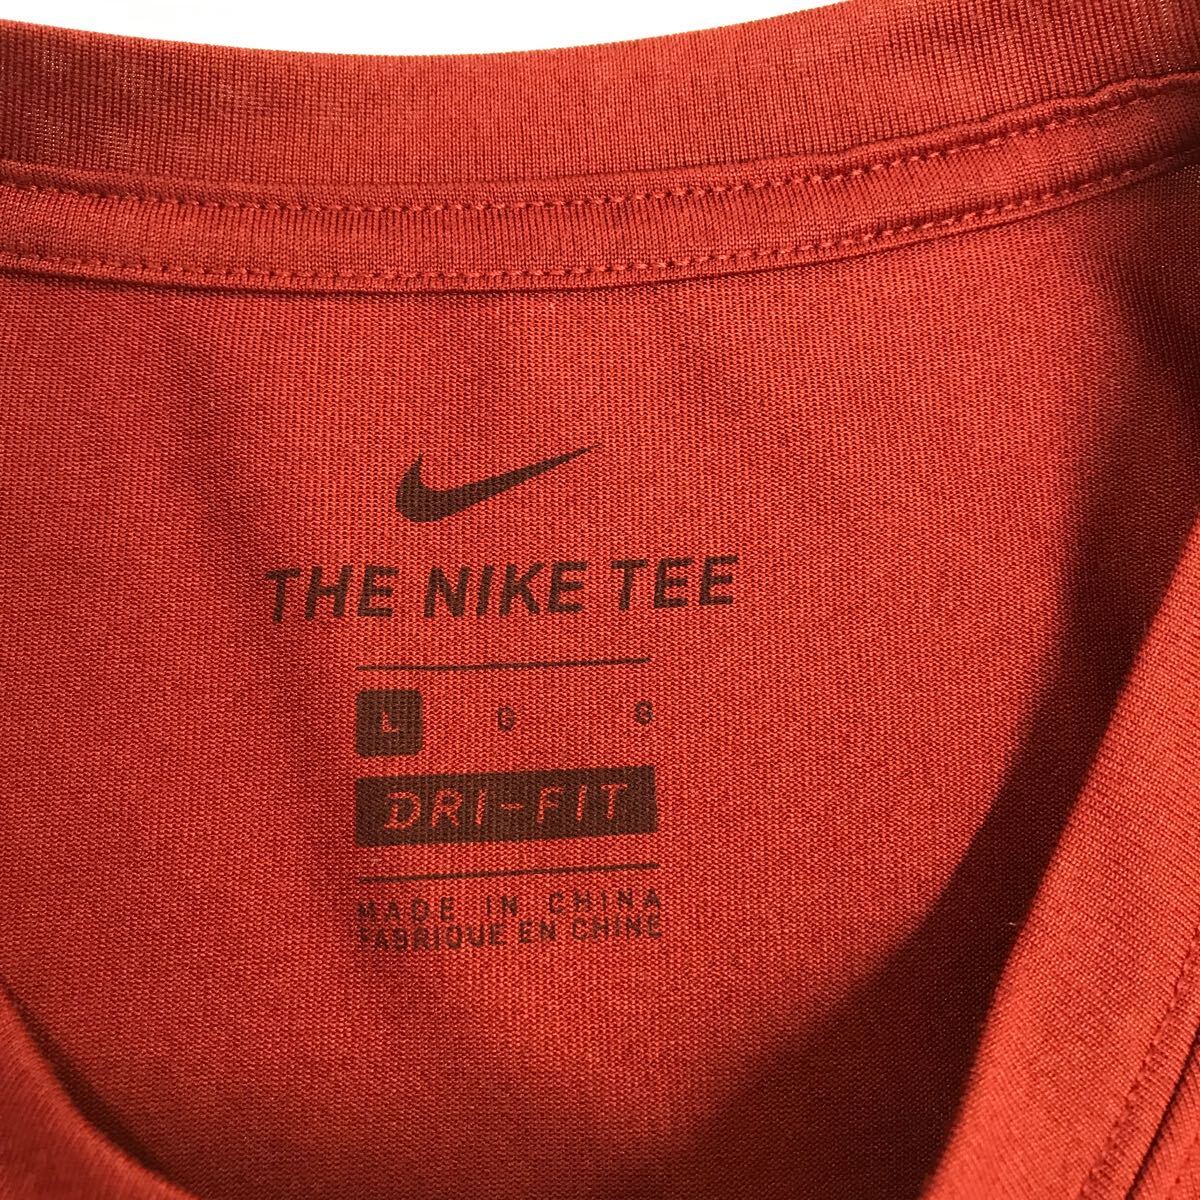 THE NIKE TEE
L G G
DRI-FIT
MADE IN CHINA
FABRIQUE EN CHINE